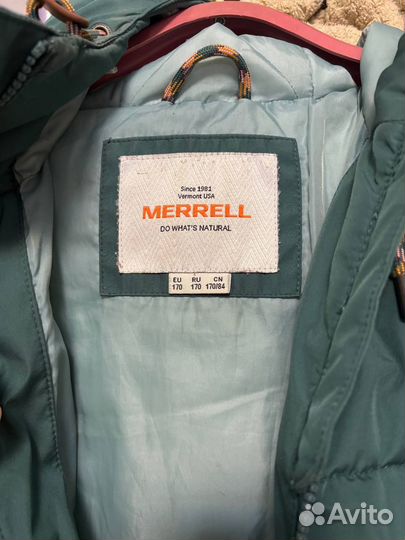 Since 1981
Vermont USA
MERRELL
DO WHAT'S NATURAL
EU RU CN
170 170 170/84
Avito